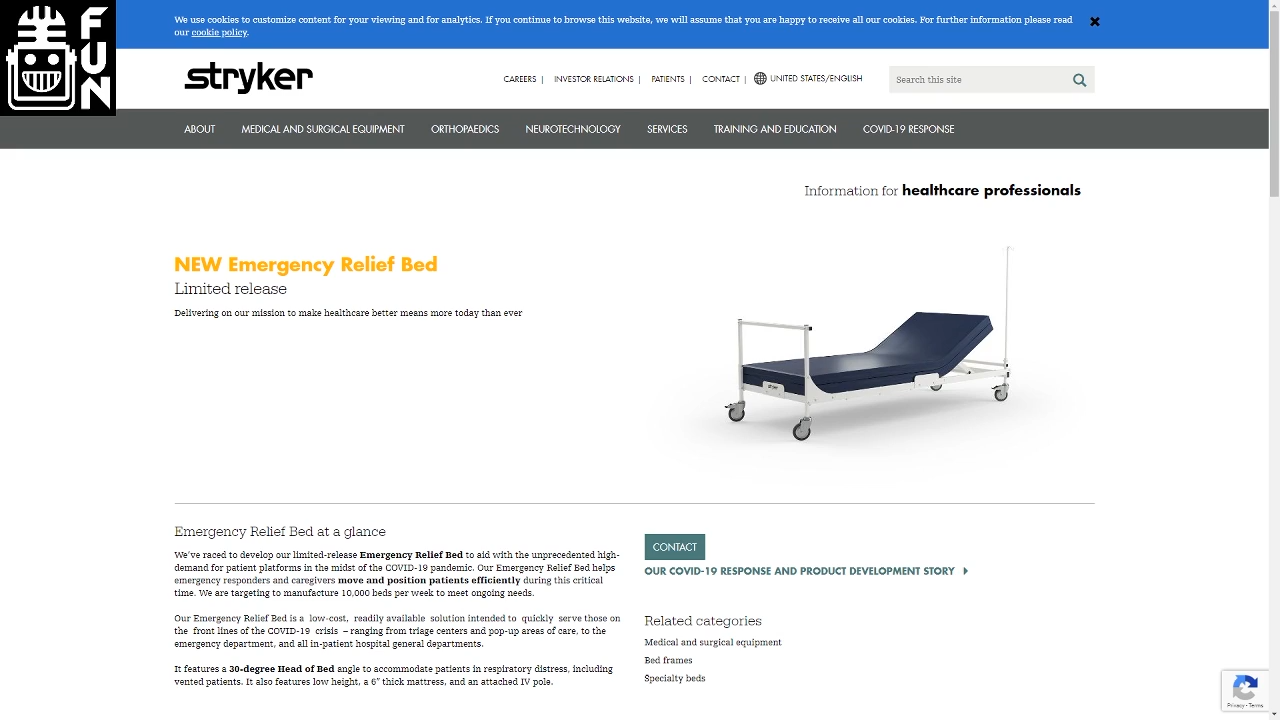 FUN
We use cookies to customize content for your viewing and for analytics. If you continue to browse this website, we will assume that you are happy to receive all our cookies. For further information please read
our cookie policy.
stryker
CAREERS | INVESTOR RELATIONS | PATIENTS | CONTACT | UNITED STATES/ENGLISH
Search this site
ABOUT MEDICAL AND SURGICAL EQUIPMENT ORTHOPAEDICS NEUROTECHNOLOGY SERVICES TRAINING AND EDUCATION COVID-19 RESPONSE
Information for healthcare professionals
NEW Emergency Relief Bed
Limited release
Delivering on our mission to make healthcare better means more today than ever
stryker
Emergency Relief Bed at a glance
We've raced to develop our limited-release Emergency Relief Bed to aid with the unprecedented high-
demand for patient platforms in the midst of the COVID-19 pandemic. Our Emergency Relief Bed helps
emergency responders and caregivers move and position patients efficiently during this critical
time. We are targeting to manufacture 10,000 beds per week to meet ongoing needs.
Our Emergency Relief Bed is a low-cost, readily available solution intended to quickly serve those on
the front lines of the COVID-19 crisis – ranging from triage centers and pop-up areas of care, to the
emergency department, and all in-patient hospital general departments.
It features a 30-degree Head of Bed angle to accommodate patients in respiratory distress, including
vented patients. It also features low height, a 6" thick mattress, and an attached IV pole.
CONTACT
OUR COVID-19 RESPONSE AND PRODUCT DEVELOPMENT STORY
Related categories
Medical and surgical equipment
Bed frames
Specialty beds
Privacy - Terms